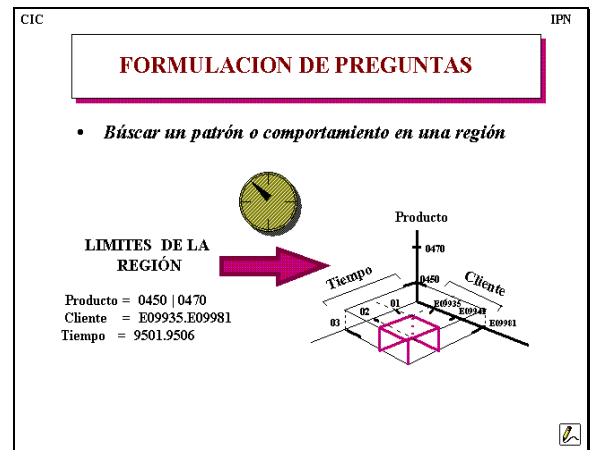 CIC
IPN
FORMULACION DE PREGUNTAS
• Búscar un patrón o comportamiento en una región
LIMITES DE LA
REGIÓN
Producto = 0450 | 0470
Cliente = E09935.E09981
Tiempo = 9501.9506
Producto
0470
0450
Tiempo
Cliente
01
02
03
E09935
E09941
E09981